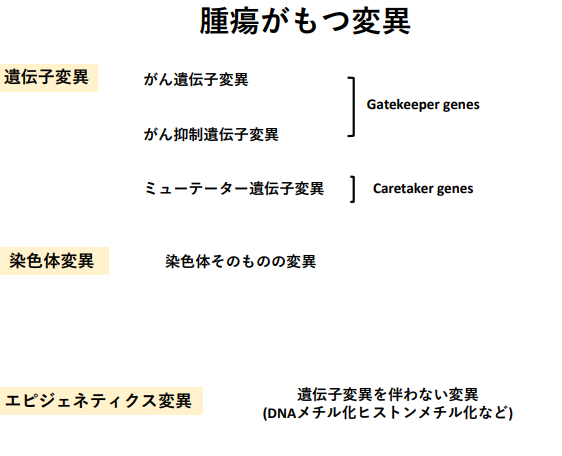 腫瘍がもつ変異
遺伝子変異
がん遺伝子変異
Gatekeeper genes
がん抑制遺伝子変異
ミューテーター遺伝子変異
Caretaker genes
染色体変異
染色体そのものの変異
エピジェネティクス変異
遺伝子変異を伴わない変異
(DNAメチル化ヒストンメチル化など)